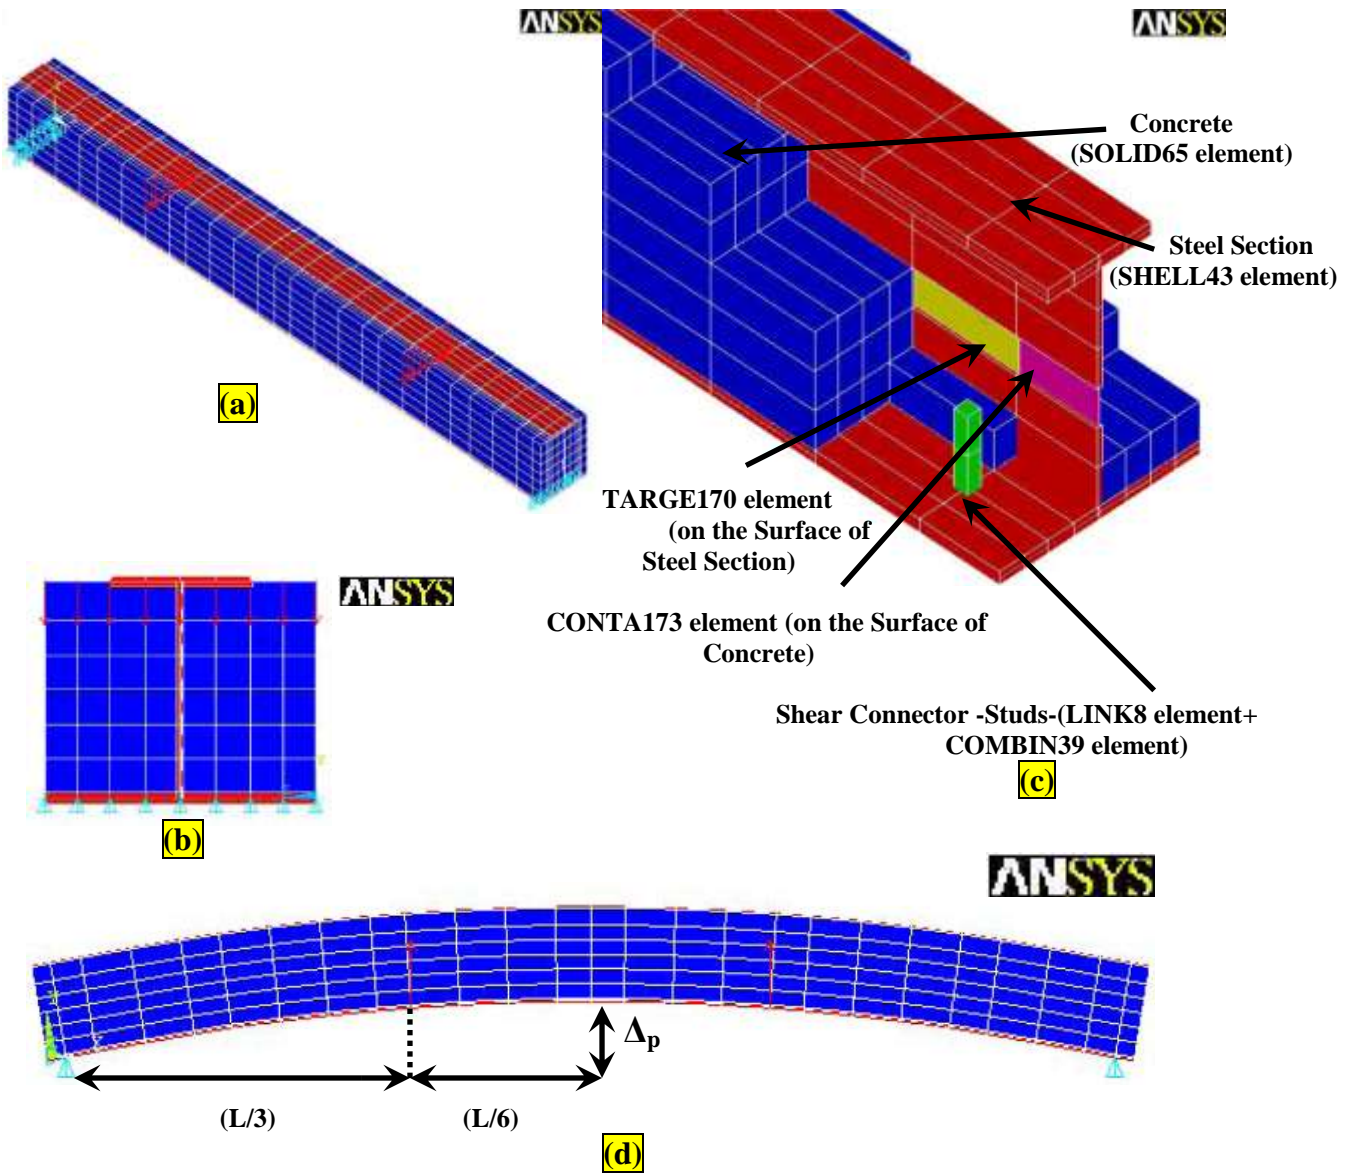 ANSYS
ANSYS
Concrete
(SOLID65 element)
Steel Section
(SHELL43 element)
(a)
TARGE170 element
(on the Surface of
Steel Section)
ANSYS
CONTA173 element (on the Surface of
Concrete)
Shear Connector -Studs-(LINK8 element+
COMBIN39 element)
(c)
(b)
ANSYS
Δp
(L/3)
(L/6)
(d)